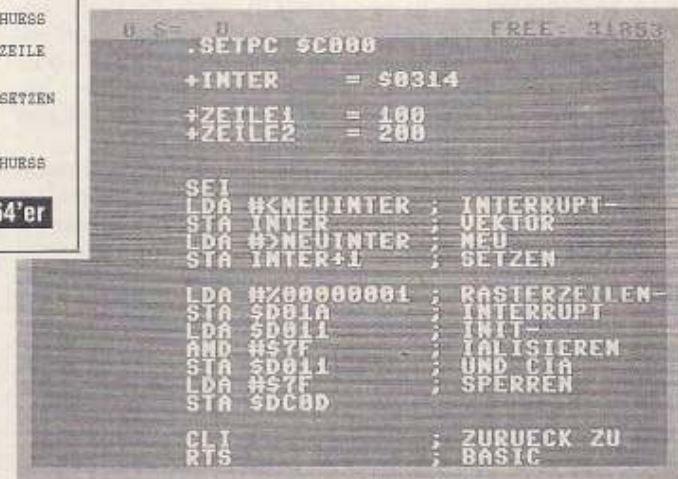 HUESS
ZEILE
SETZEN
HUESS
64'er
0 S= D FREE: 31853
.SETPC $C000
+INTER = $0314
+ZEILE1 = 100
+ZEILE2 = 200
SEI
LDA #<NEUINTER ; INTERRUPT-
STA INTER ; VEKTOR
LDA #>NEUINTER ; NEU
STA INTER+1 ; SETZEN
LDA #%00000001 ; RASTERZEILEN-
STA $D01A ; INTERRUPT
LDA $D011 ; INIT-
AND #$7F ; IALISIEREN
STA $D011 ; UND CIA
LDA #$7F ; SPERREN
STA $DC0D
CLI ; ZURUECK ZU
RTS ; BASIC